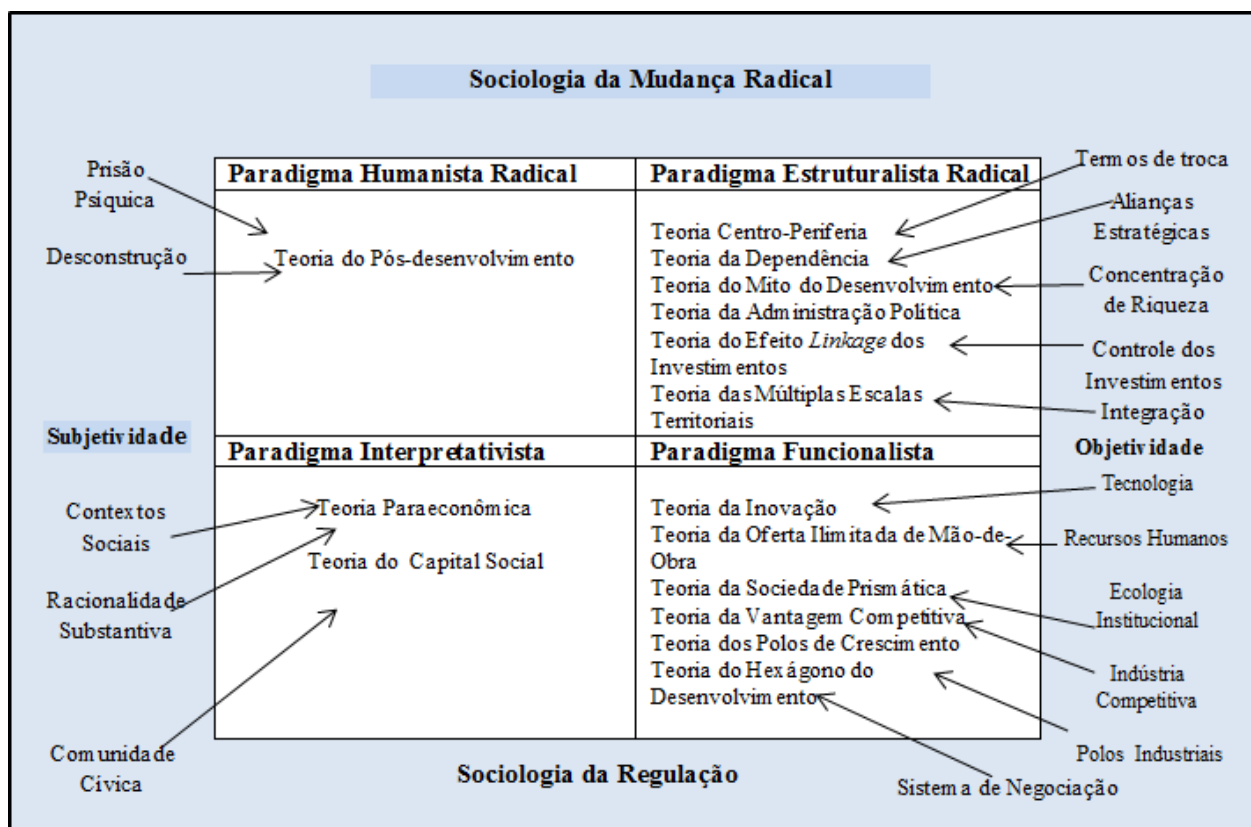 Sociologia da Mudança Radical
Prisão
Psíquica
Desconstrução
Paradigma Humanista Radical
Teoria do Pós-desenvolvimento
Paradigma Estruturalista Radical
Teoria Centro-Periferia
Teoria da Dependência
Teoria do Mito do Desenvolvimento
Teoria da Administração Política
Teoria do Efeito Linkage dos
Investimentos
Teoria das Múltiplas Escalas
Territoriais
Termos de troca
Alianças
Estratégicas
Concentração
de Riqueza
Controle dos
Investimentos
Integração
Subjetividade
Objetividade
Contextos
Sociais
Racionalidade
Substantiva
Comunidade
Cívica
Paradigma Interpretativista
Teoria Paraeconômica
Teoria do Capital Social
Paradigma Funcionalista
Teoria da Inovação
Teoria da Oferta Ilimitada de Mão-de-
Obra
Teoria da Sociedade Prismática
Teoria da Vantagem Competitiva
Teoria dos Polos de Crescimento
Teoria do Hexágono do
Desenvolvimento
Tecnologia
Recursos Humanos
Ecologia
Institucional
Indústria
Competitiva
Polos Industriais
Sistema de Negociação
Sociologia da Regulação